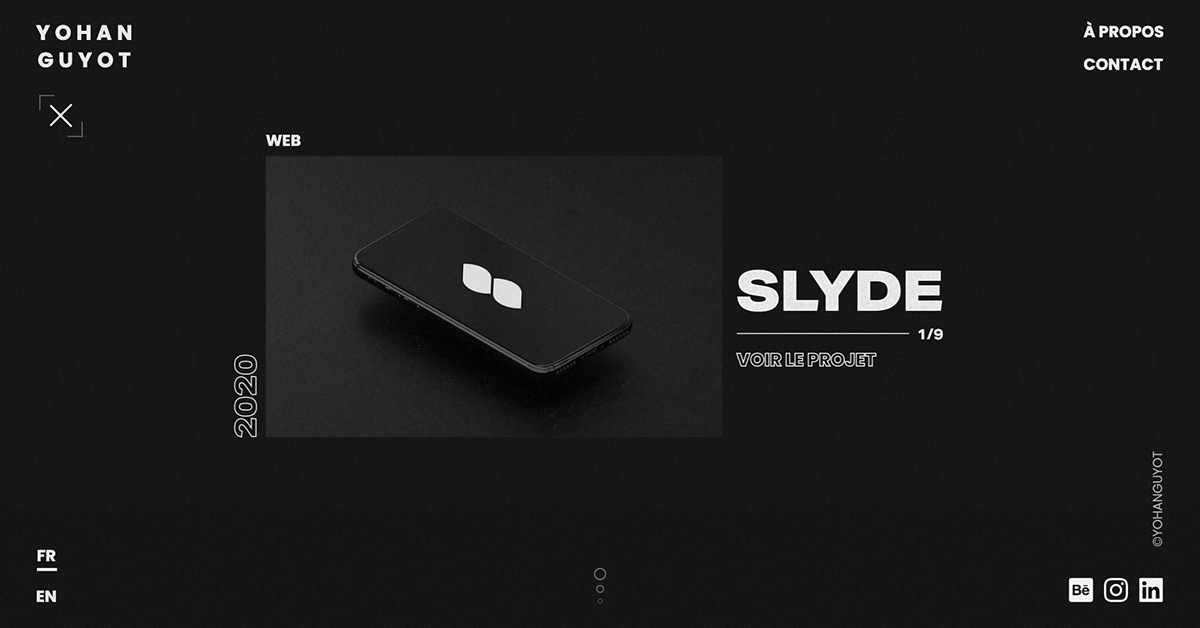 YOHAN
GUYOT
À PROPOS
CONTACT
WEB
2020
SLYDE
1/9
VOIR LE PROJET
©YOHANGUYOT
FR
EN
Bē
in